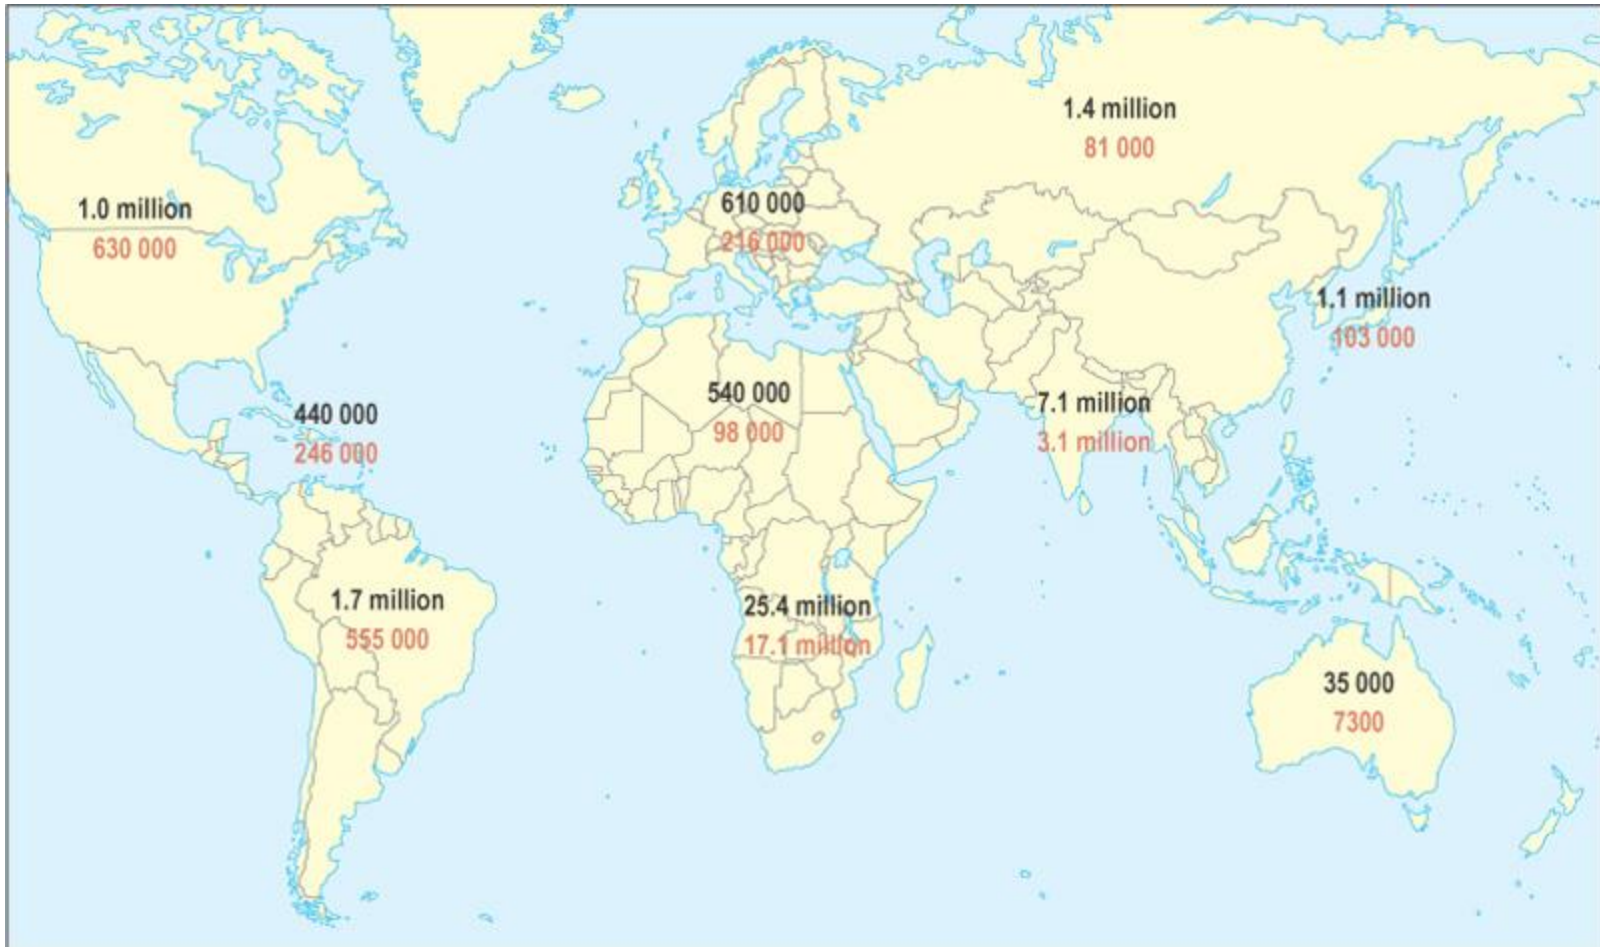 1.4 million
81 000
1.0 million
630 000
610 000
216 000
1.1 million
103 000
440 000
246 000
540 000
98 000
7.1 million
3.1 million
1.7 million
555 000
25.4 million
17.1 million
35 000
7300